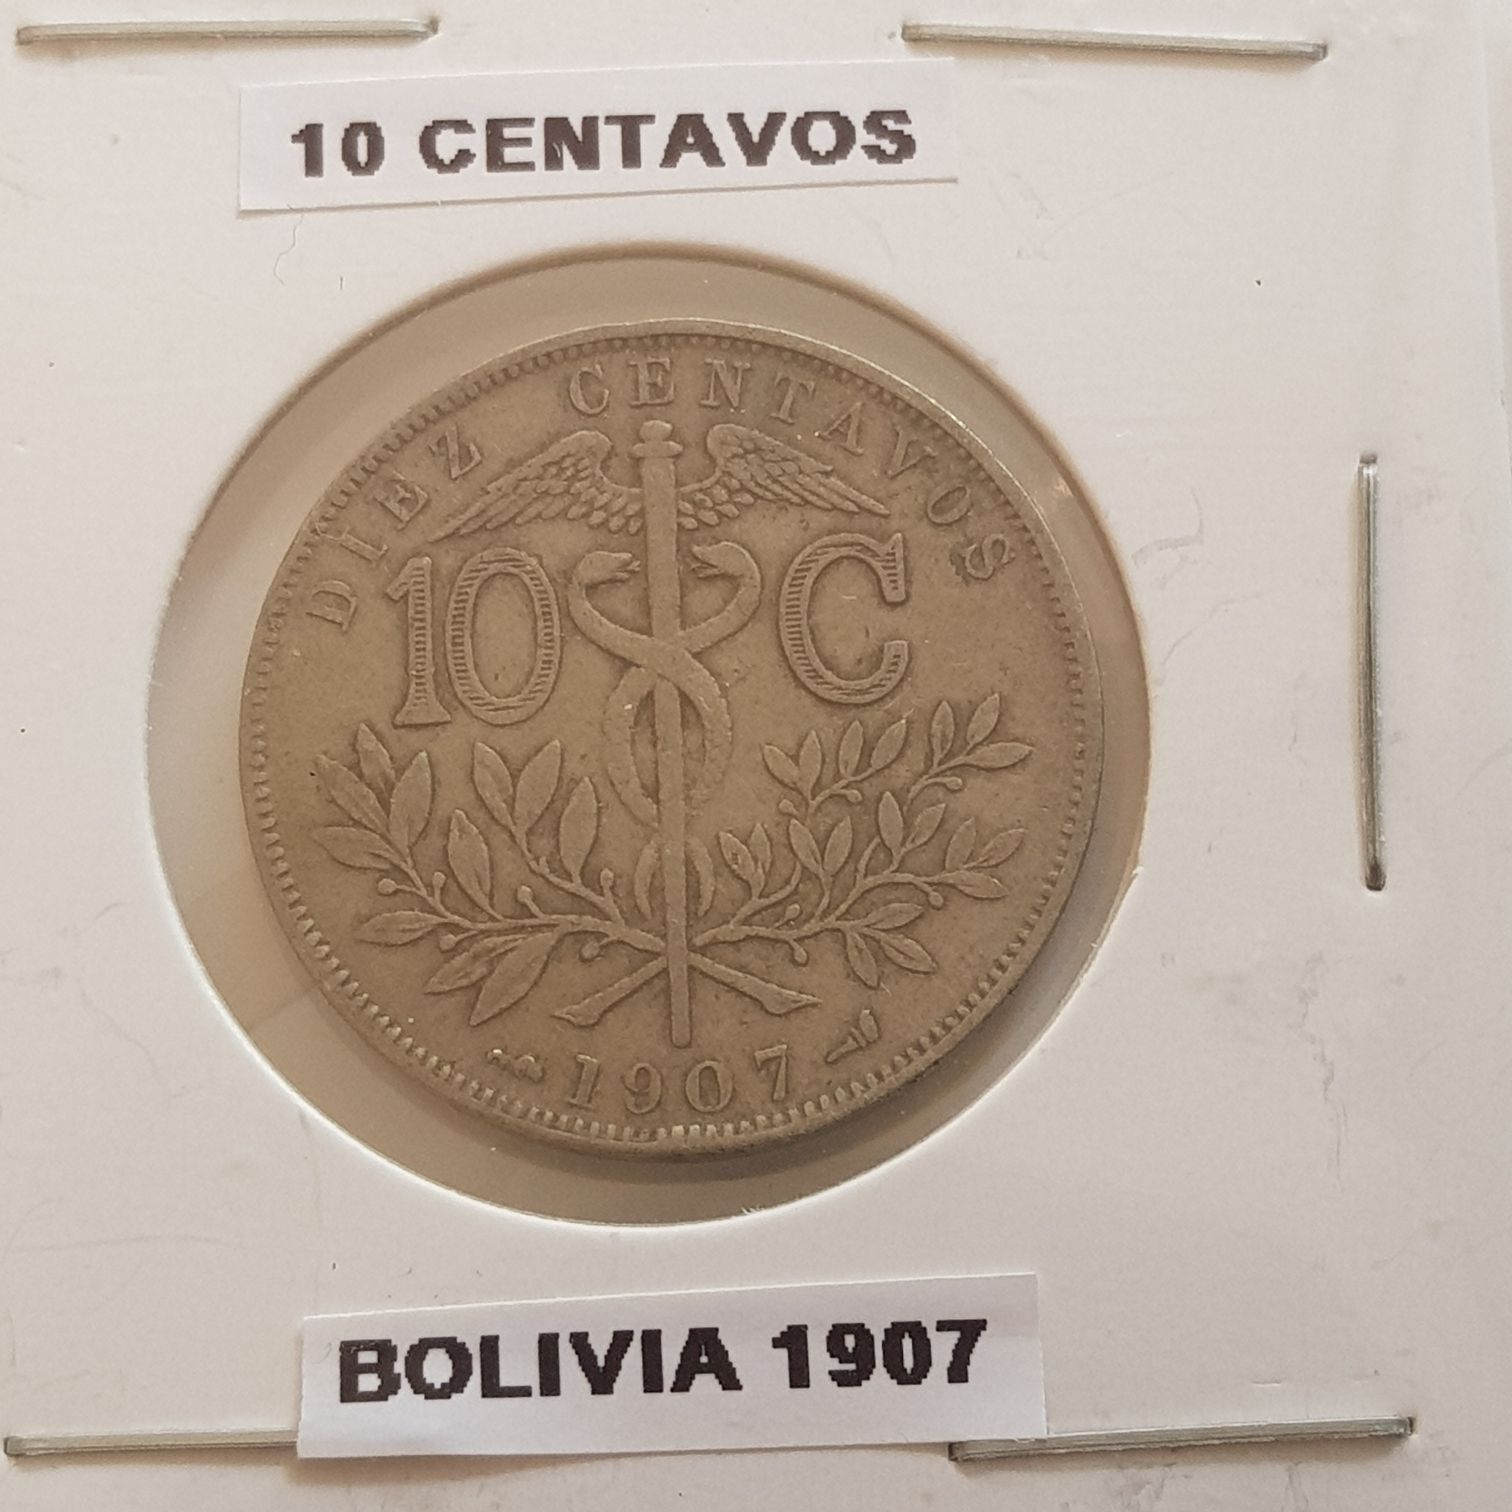 10 CENTAVOS
DIEZ CENTAVOS
10 C
1907
BOLIVIA 1907